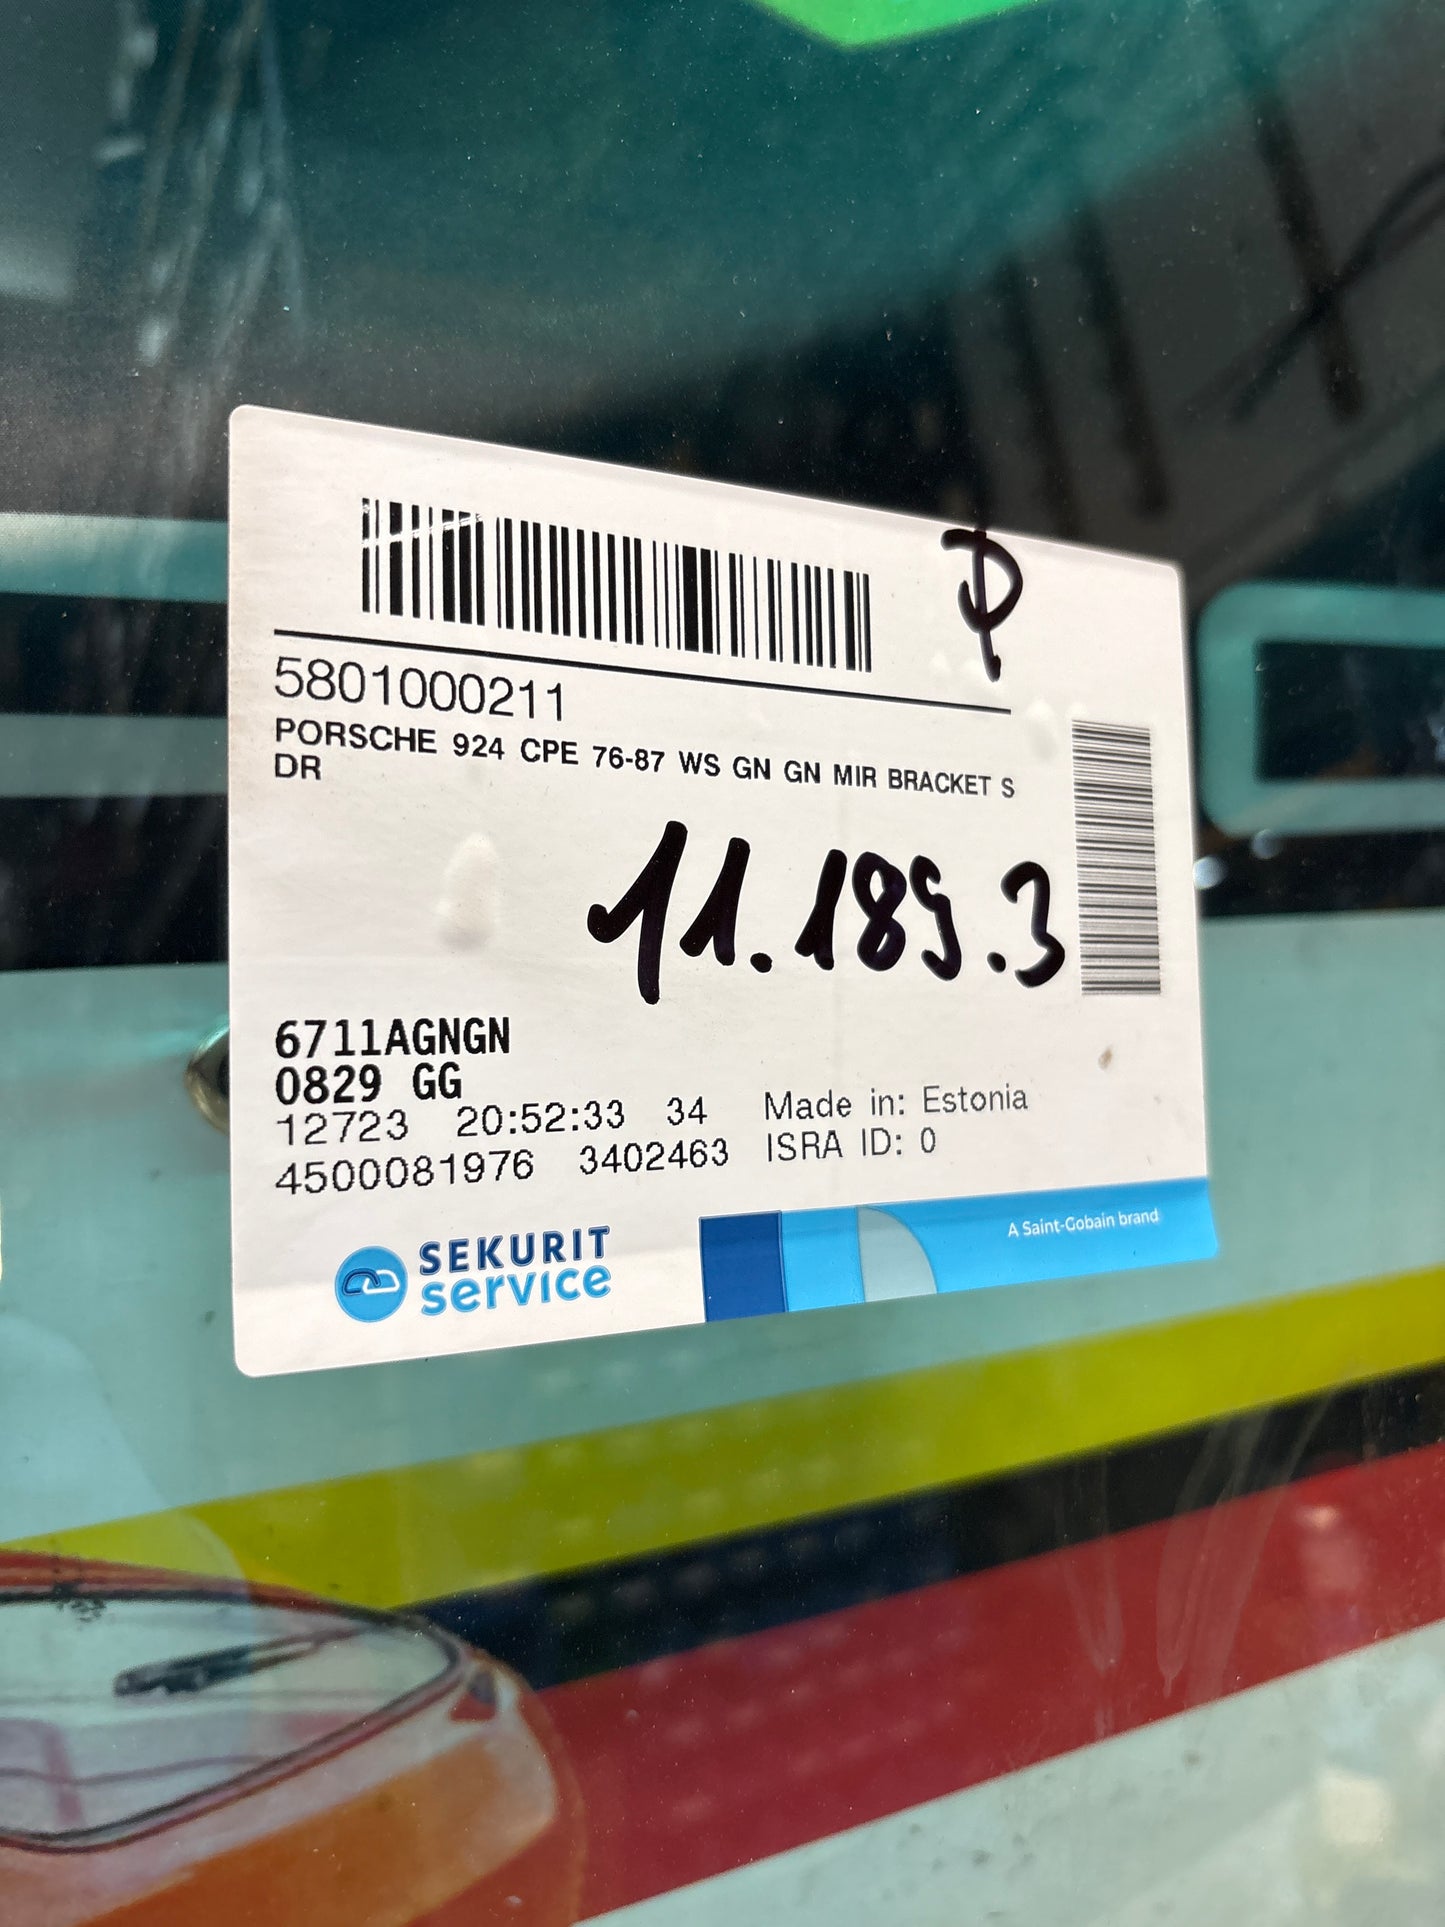 P
5801000211
PORSCHE 924 CPE 76-87 WS GN GN MIR BRACKET S
DR
11.189.3
6711AGNGN
0829 GG
12723 20:52:33 34 Made in: Estonia
4500081976 3402463 ISRA ID: 0
SEKURIT
service
A Saint-Gobain brand